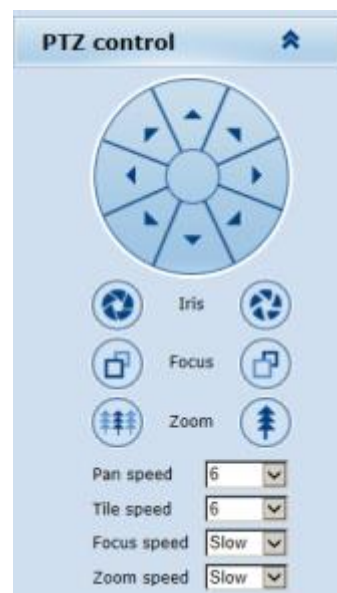 PTZ control
Iris
Focus
Zoom
Pan speed 6
Tile speed 6
Focus speed Slow
Zoom speed Slow